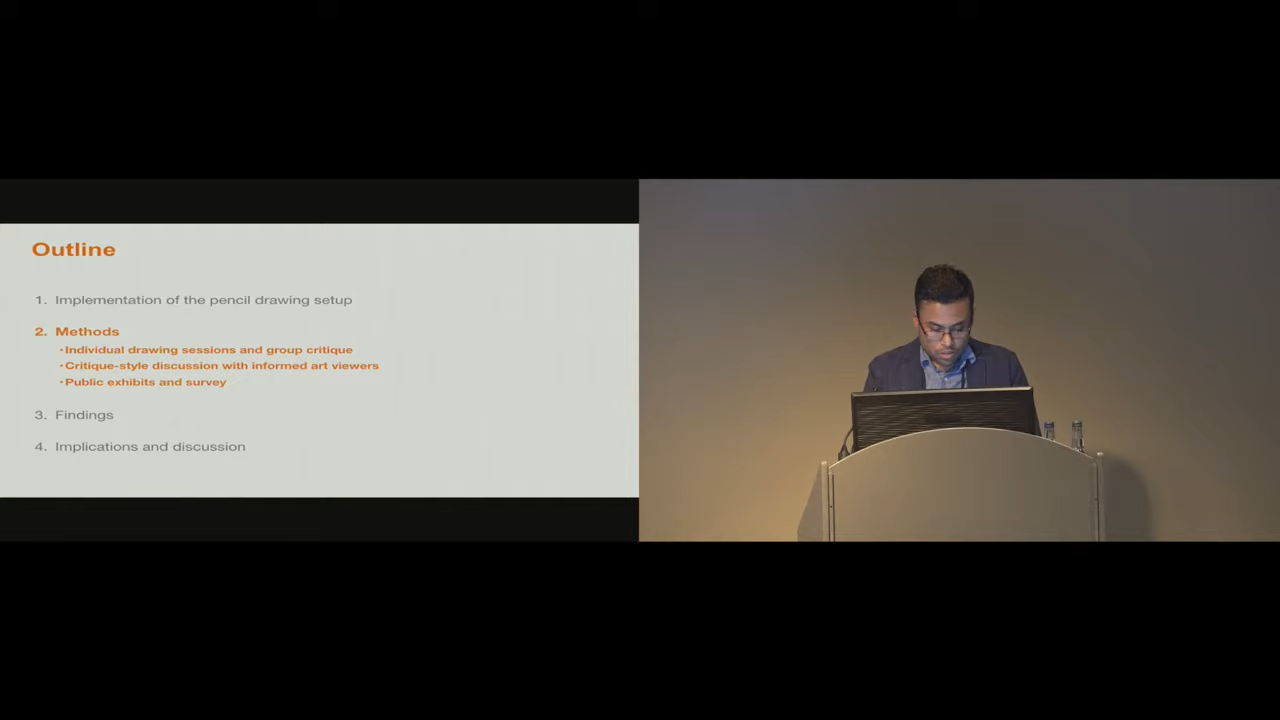 Outline
1. Implementation of the pencil drawing setup
2. Methods
· Individual drawing sessions and group critique
· Critique-style discussion with informed art viewers
· Public exhibits and survey
3. Findings
4. Implications and discussion